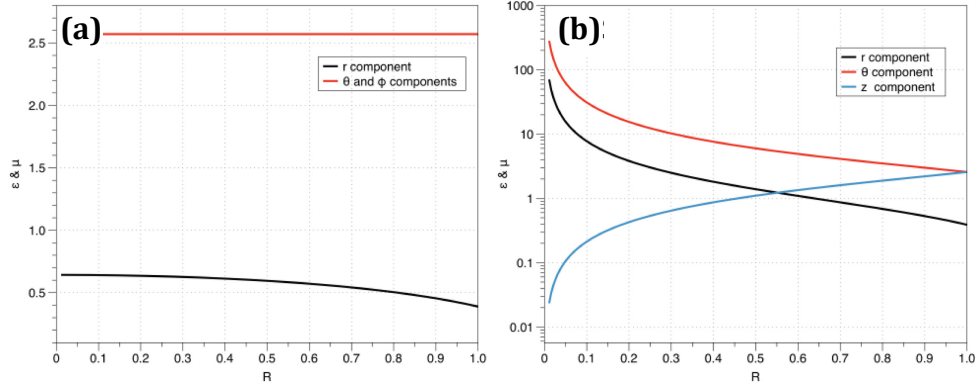 (a)
2.5
2.0
1.5
1.0
0.5
ε & μ
r component
θ and ϕ components
0 0.1 0.2 0.3 0.4 0.5 0.6 0.7 0.8 0.9 1.0
R
(b)
1000
100
10
1
0.1
0.01
ε & μ
r component
θ component
z component
0 0.1 0.2 0.3 0.4 0.5 0.6 0.7 0.8 0.9 1.0
R